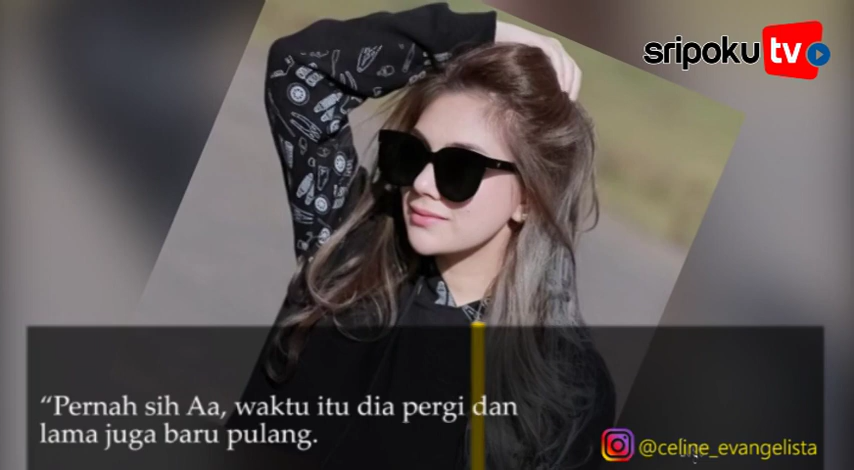 sripoku tv
“Pernah sih Aa, waktu itu dia pergi dan
lama juga baru pulang.
@celine_evangelista